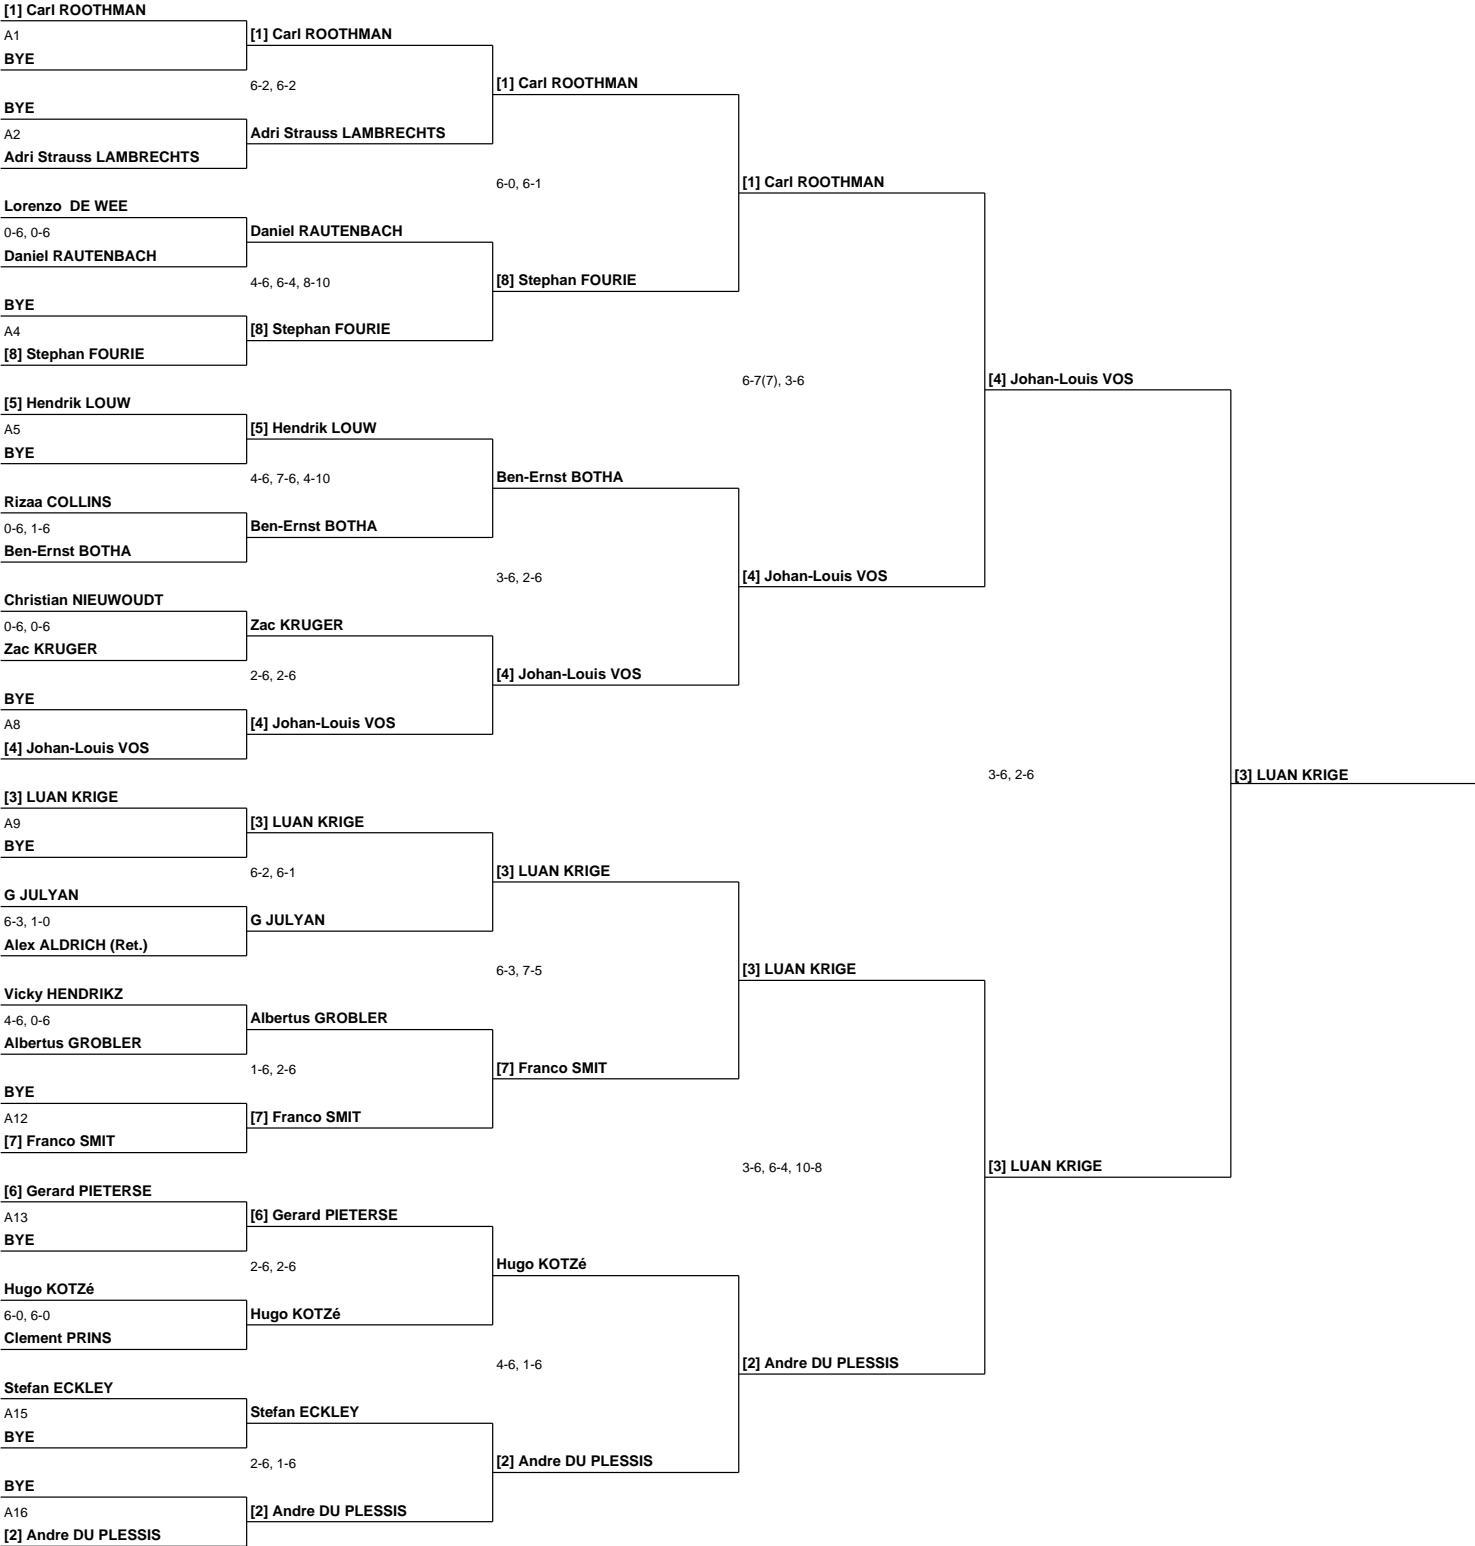 [1] Carl ROOTHMAN
A1
BYE
BYE
A2
Adri Strauss LAMBRECHTS
Lorenzo  DE WEE
0-6, 0-6
Daniel RAUTENBACH
BYE
A4
[8] Stephan FOURIE
[5] Hendrik LOUW
A5
BYE
Rizaa COLLINS
0-6, 1-6
Ben-Ernst BOTHA
Christian NIEUWOUDT
0-6, 0-6
Zac KRUGER
BYE
A8
[4] Johan-Louis VOS
[3] LUAN KRIGE
A9
BYE
G JULYAN
6-3, 1-0
Alex ALDRICH (Ret.)
Vicky HENDRIKZ
4-6, 0-6
Albertus GROBLER
BYE
A12
[7] Franco SMIT
[6] Gerard PIETERSE
A13
BYE
Hugo KOTZé
6-0, 6-0
Clement PRINS
Stefan ECKLEY
A15
BYE
BYE
A16
[2] Andre DU PLESSIS
[1] Carl ROOTHMAN
6-2, 6-2
Adri Strauss LAMBRECHTS
Daniel RAUTENBACH
4-6, 6-4, 8-10
[8] Stephan FOURIE
[5] Hendrik LOUW
4-6, 7-6, 4-10
Ben-Ernst BOTHA
Zac KRUGER
2-6, 2-6
[4] Johan-Louis VOS
[3] LUAN KRIGE
6-2, 6-1
G JULYAN
Albertus GROBLER
1-6, 2-6
[7] Franco SMIT
[6] Gerard PIETERSE
2-6, 2-6
Hugo KOTZé
Stefan ECKLEY
2-6, 1-6
[2] Andre DU PLESSIS
[1] Carl ROOTHMAN
6-0, 6-1
[8] Stephan FOURIE
Ben-Ernst BOTHA
3-6, 2-6
[4] Johan-Louis VOS
[3] LUAN KRIGE
6-3, 7-5
[7] Franco SMIT
Hugo KOTZé
4-6, 1-6
[2] Andre DU PLESSIS
[1] Carl ROOTHMAN
6-7(7), 3-6
[4] Johan-Louis VOS
[3] LUAN KRIGE
3-6, 6-4, 10-8
[2] Andre DU PLESSIS
[4] Johan-Louis VOS
3-6, 2-6
[3] LUAN KRIGE
[3] LUAN KRIGE